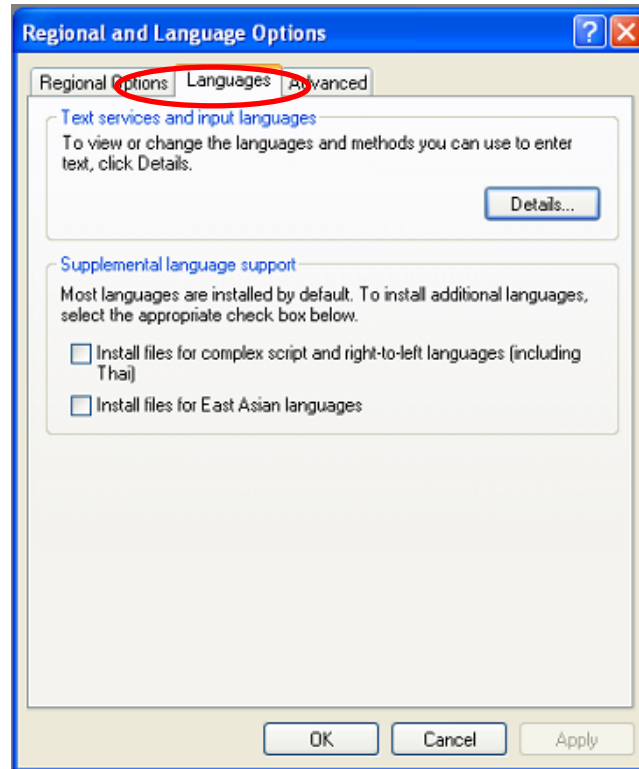 Regional and Language Options
Regional Options Languages Advanced
Text services and input languages
To view or change the languages and methods you can use to enter
text, click Details.
Details...
Supplemental language support
Most languages are installed by default. To install additional languages,
select the appropriate check box below.
Install files for complex script and right-to-left languages (including
Thai)
Install files for East Asian languages
OK Cancel Apply